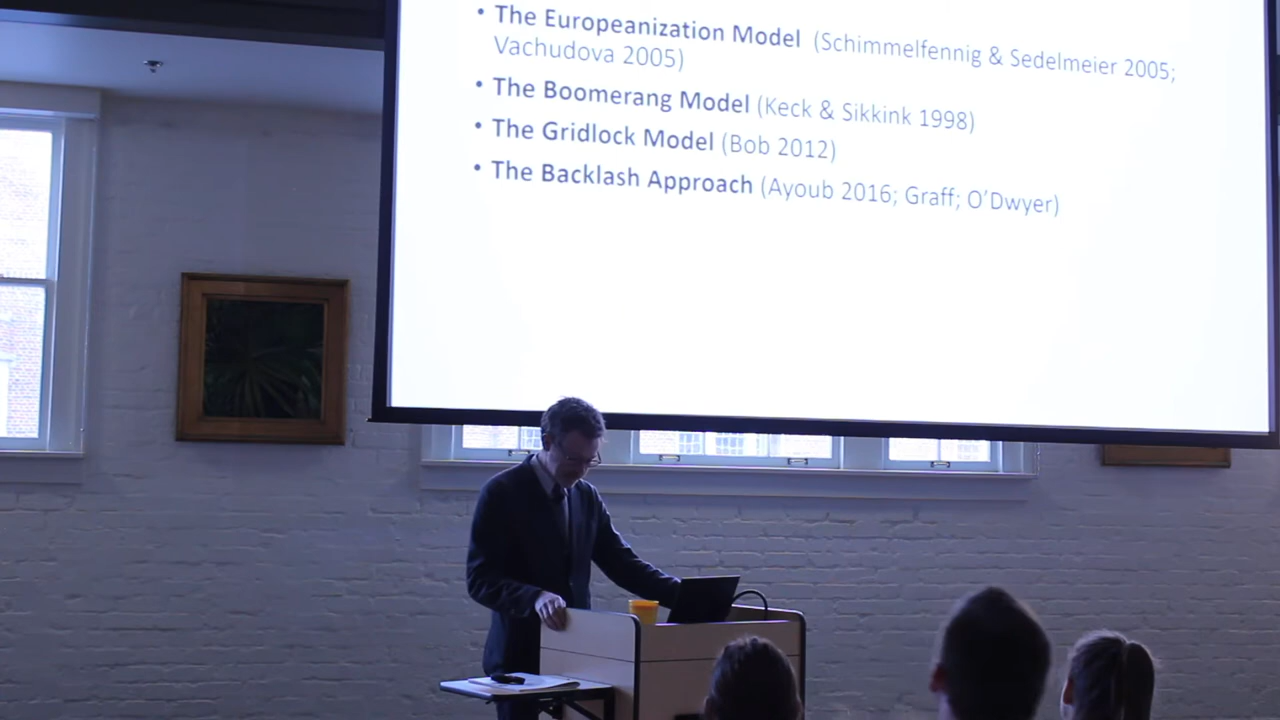 • The Europeanization Model (Schimmelfennig & Sedelmeier 2005;
Vachudova 2005)
• The Boomerang Model (Keck & Sikkink 1998)
• The Gridlock Model (Bob 2012)
• The Backlash Approach (Ayoub 2016; Graff; O’Dwyer)